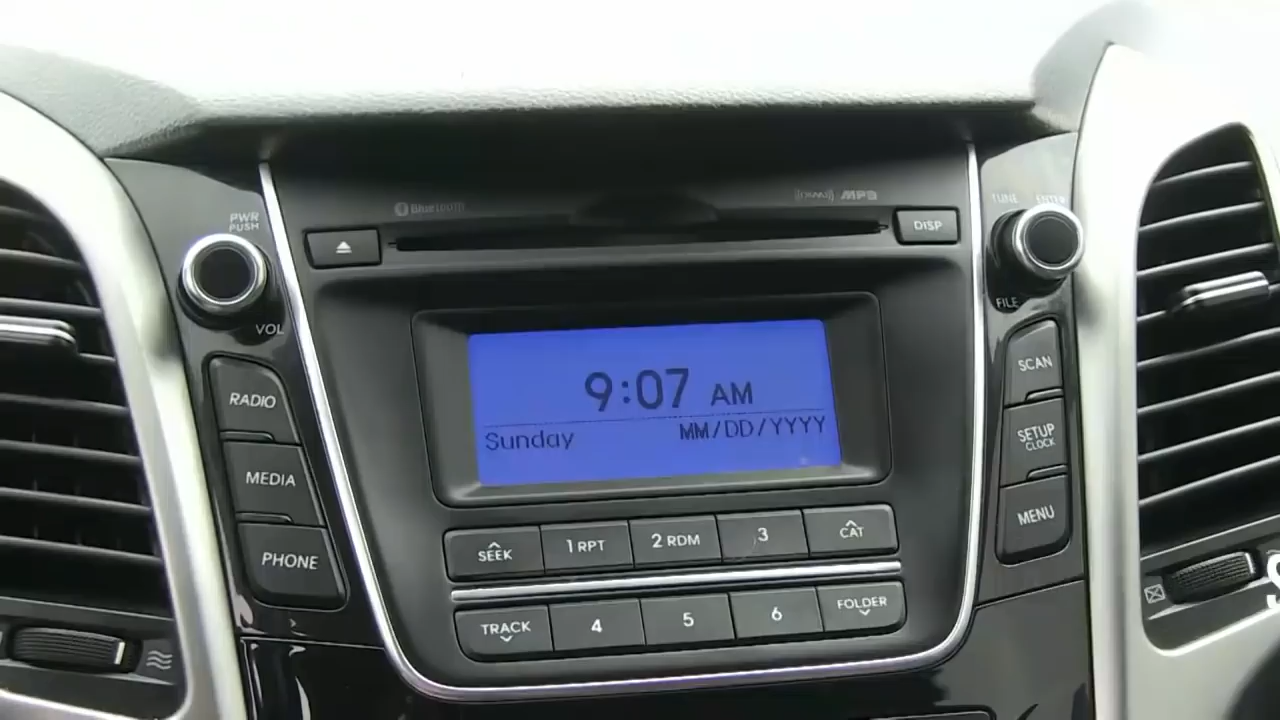 Bluetooth
MP3
PWR
PUSH
VOL
DISP
TUNE
ENTER
FILE
RADIO
MEDIA
PHONE
9:07 AM
Sunday MM/DD/YYYY
SCAN
SETUP
CLOCK
MENU
SEEK 1 RPT 2 RDM 3 CAT
TRACK 4 5 6 FOLDER